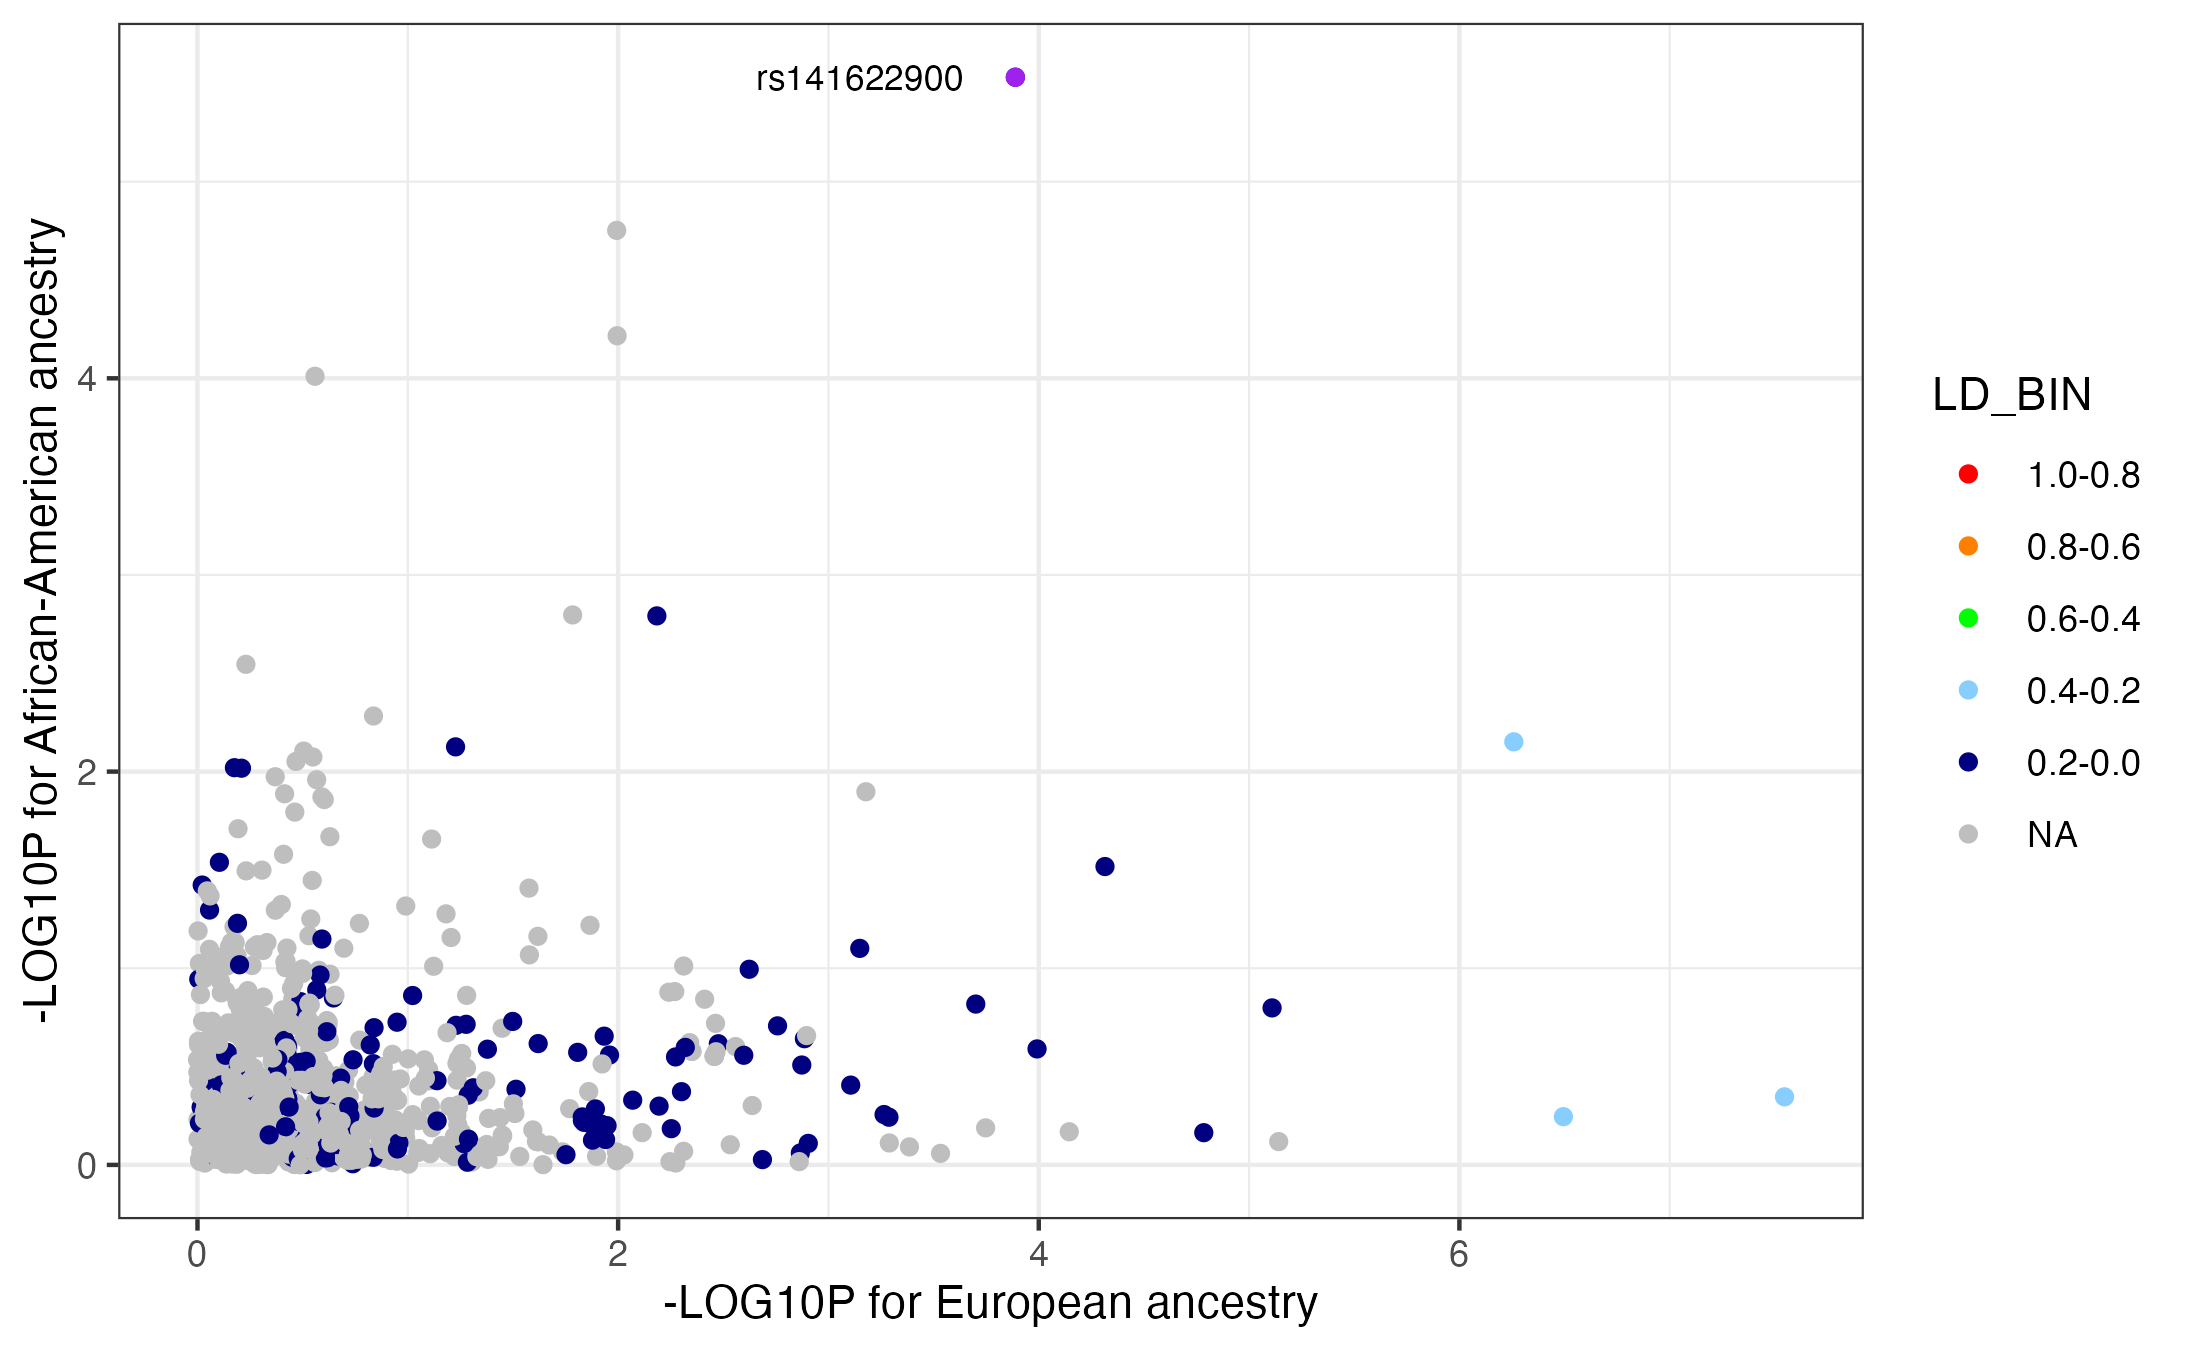 rs141622900
-LOG10P for African-American ancestry
4
2
0
0
2
4
6
-LOG10P for European ancestry
LD_BIN
1.0-0.8
0.8-0.6
0.6-0.4
0.4-0.2
0.2-0.0
NA